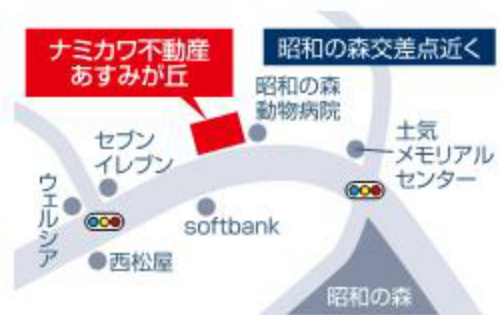 ナミカワ不動産
あすみが丘
昭和の森交差点近く
昭和の森
動物病院
セブン
イレブン
土気
メモリアル
センター
ウエルシア
softbank
西松屋
昭和の森